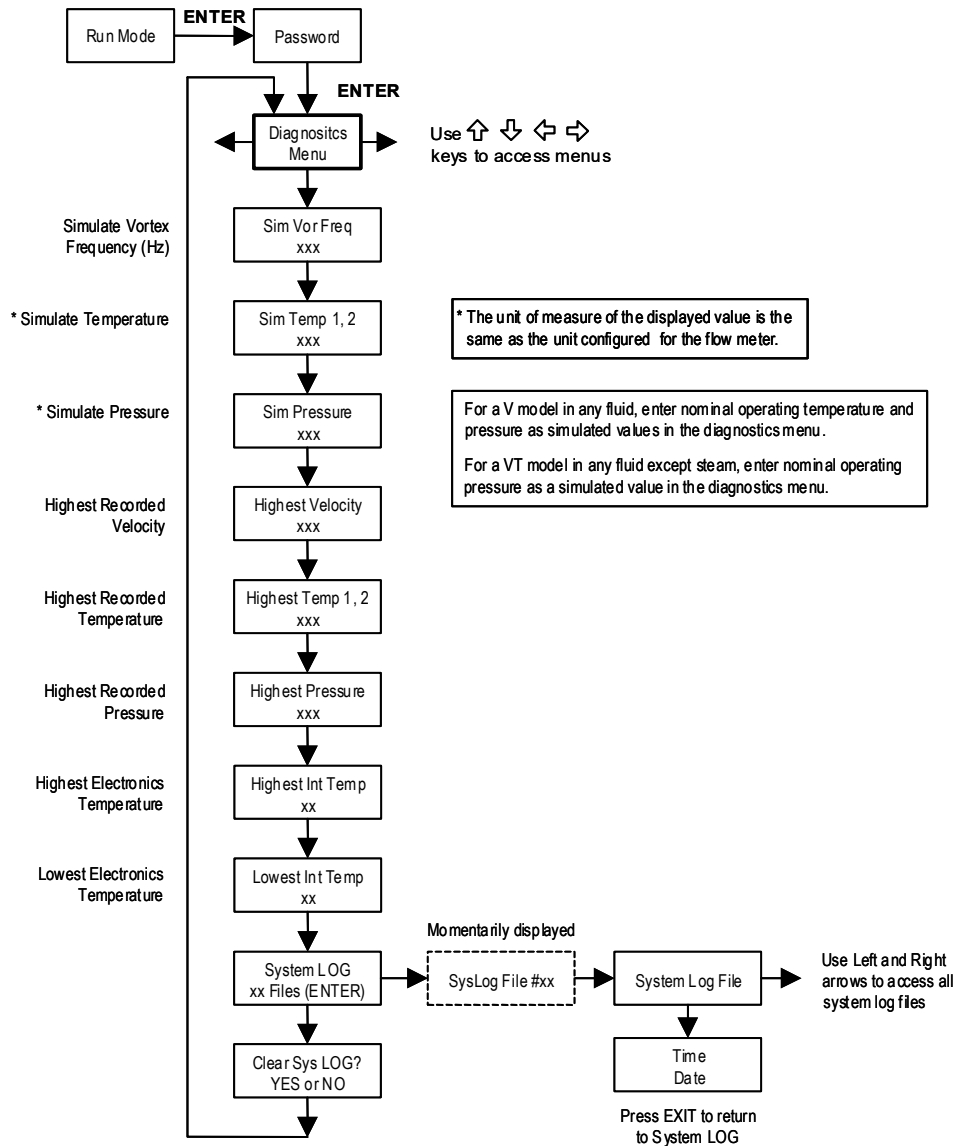 Run Mode
ENTER
Password
ENTER
Diagnositcs
Menu
Use ⇧ ⇩ ⇦ ⇨
keys to access menus
Simulate Vortex
Frequency (Hz)
Sim Vor Freq
xxx
* Simulate Temperature
Sim Temp 1, 2
xxx
* The unit of measure of the displayed value is the
same as the unit configured for the flow meter.
* Simulate Pressure
Sim Pressure
xxx
For a V model in any fluid, enter nominal operating temperature and
pressure as simulated values in the diagnostics menu.
For a VT model in any fluid except steam, enter nominal operating
pressure as a simulated value in the diagnostics menu.
Highest Recorded
Velocity
Highest Velocity
xxx
Highest Recorded
Temperature
Highest Temp 1, 2
xxx
Highest Recorded
Pressure
Highest Pressure
xxx
Highest Electronics
Temperature
Highest Int Temp
xx
Lowest Electronics
Temperature
Lowest Int Temp
xx
System LOG
xx Files (ENTER)
Momentarily displayed
SysLog File #xx
System Log File
Use Left and Right
arrows to access all
system log files
Clear Sys LOG?
YES or NO
Time
Date
Press EXIT to return
to System LOG